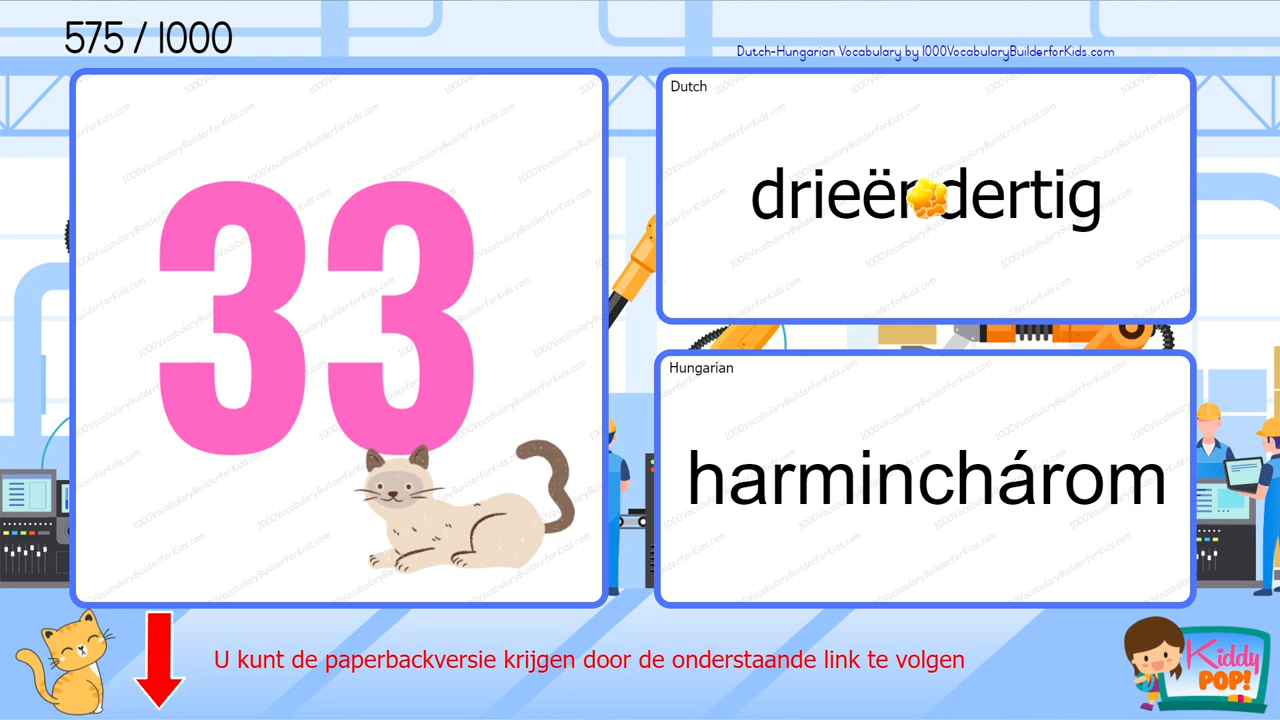 575 / 1000
Dutch-Hungarian Vocabulary by 1000VocabularyBuilderforKids.com
33
Dutch
drieëndertig
Hungarian
harminchárom
U kunt de paperbackversie krijgen door de onderstaande link te volgen
Kiddy
POP!